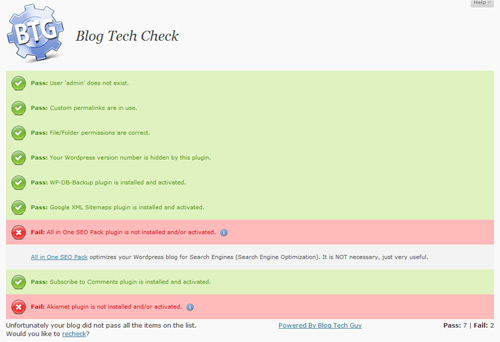 Help
BTG
Blog Tech Check
Pass: User 'admin' does not exist.
Pass: Custom permalinks are in use.
Pass: File/Folder permissions are correct.
Pass: Your Wordpress version number is hidden by this plugin.
Pass: WP-DB-Backup plugin is installed and activated.
Pass: Google XML Sitemaps plugin is installed and activated.
Fail: All in One SEO Pack plugin is not installed and/or activated.
All in One SEO Pack optimizes your Wordpress blog for Search Engines (Search Engine Optimization). It is NOT necessary, just very useful.
Pass: Subscribe to Comments plugin is installed and activated.
Fail: Akismet plugin is not installed and/or activated.
Unfortunately your blog did not pass all the items on the list.
Would you like to recheck?
Powered By Blog Tech Guy
Pass: 7 | Fail: 2